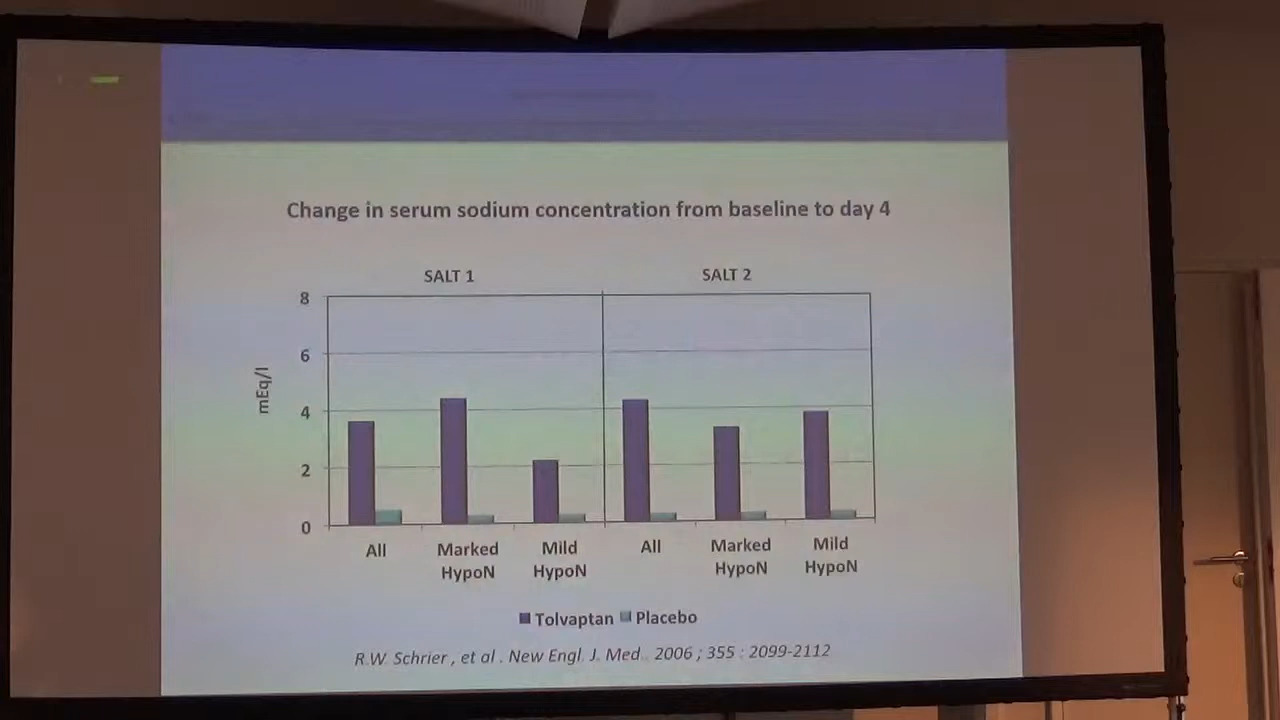 Change in serum sodium concentration from baseline to day 4
SALT 1 SALT 2
8
6
4
2
0
mEq/l
All Marked HypoN Mild HypoN All Marked HypoN Mild HypoN
Tolvaptan Placebo
R.W. Schrier , et al . New Engl. J. Med. 2006 ; 355 : 2099-2112